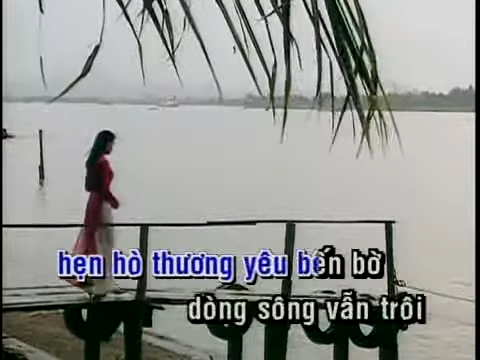 hẹn hò thương yêu bến bờ
dòng sông vẫn trôi